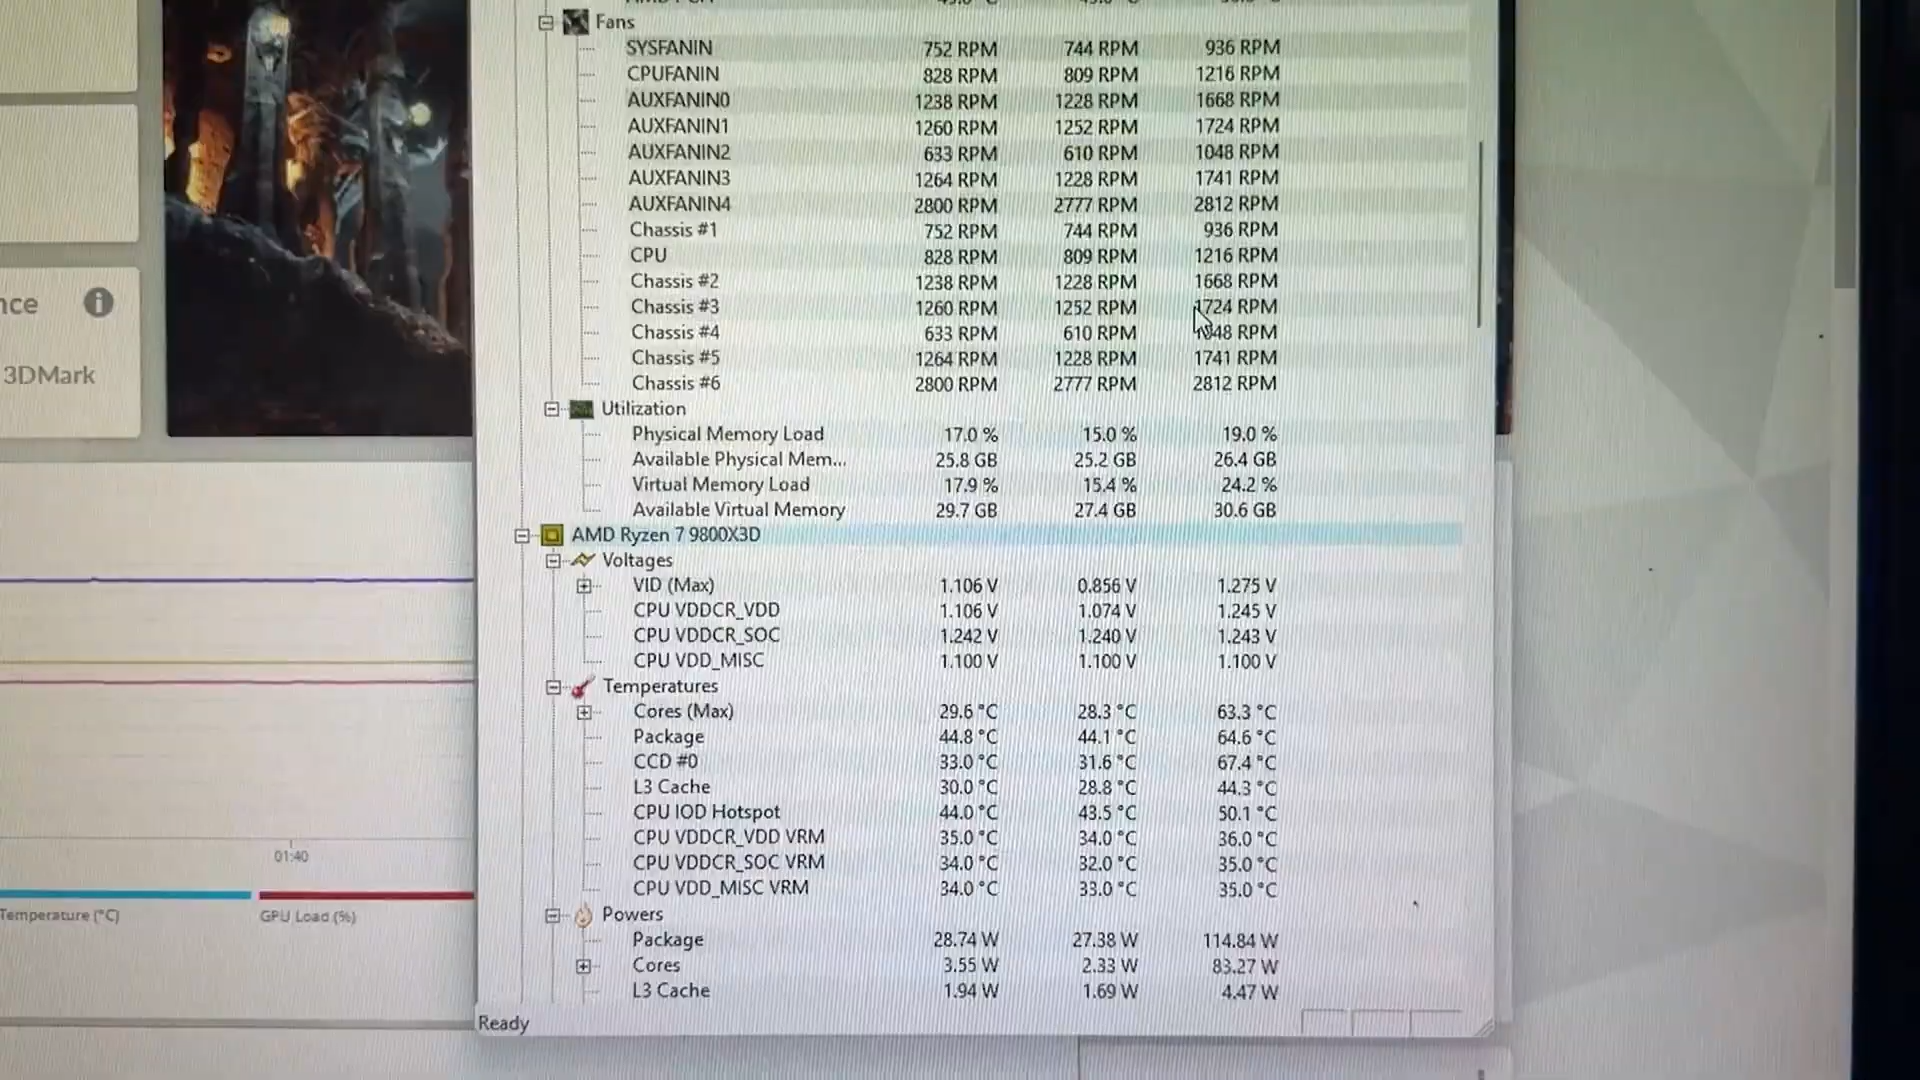 Fans
SYSFANIN 752 RPM 744 RPM 936 RPM
CPUFANIN 828 RPM 809 RPM 1216 RPM
AUXFANIN0 1238 RPM 1228 RPM 1668 RPM
AUXFANIN1 1260 RPM 1252 RPM 1724 RPM
AUXFANIN2 633 RPM 610 RPM 1048 RPM
AUXFANIN3 1264 RPM 1228 RPM 1741 RPM
AUXFANIN4 2800 RPM 2777 RPM 2812 RPM
Chassis #1 752 RPM 744 RPM 936 RPM
CPU 828 RPM 809 RPM 1216 RPM
Chassis #2 1238 RPM 1228 RPM 1668 RPM
Chassis #3 1260 RPM 1252 RPM 1724 RPM
Chassis #4 633 RPM 610 RPM 1048 RPM
Chassis #5 1264 RPM 1228 RPM 1741 RPM
Chassis #6 2800 RPM 2777 RPM 2812 RPM
Utilization
Physical Memory Load 17.0 % 15.0 % 19.0 %
Available Physical Mem... 25.8 GB 25.2 GB 26.4 GB
Virtual Memory Load 17.9 % 15.4 % 24.2 %
Available Virtual Memory 29.7 GB 27.4 GB 30.6 GB
AMD Ryzen 7 9800X3D
Voltages
VID (Max) 1.106 V 0.856 V 1.275 V
CPU VDDCR_VDD 1.106 V 1.074 V 1.245 V
CPU VDDCR_SOC 1.242 V 1.240 V 1.243 V
CPU VDD_MISC 1.100 V 1.100 V 1.100 V
Temperatures
Cores (Max) 29.6 °C 28.3 °C 63.3 °C
Package 44.8 °C 44.1 °C 64.6 °C
CCD #0 33.0 °C 31.6 °C 67.4 °C
L3 Cache 30.0 °C 28.8 °C 44.3 °C
CPU IOD Hotspot 44.0 °C 43.5 °C 50.1 °C
CPU VDDCR_VDD VRM 35.0 °C 34.0 °C 36.0 °C
CPU VDDCR_SOC VRM 34.0 °C 32.0 °C 35.0 °C
CPU VDD_MISC VRM 34.0 °C 33.0 °C 35.0 °C
Powers
Package 28.74 W 27.38 W 114.84 W
Cores 3.55 W 2.33 W 83.27 W
L3 Cache 1.94 W 1.69 W 4.47 W
Ready
nce
3DMark
01:40
Temperature (°C) GPU Load (%)